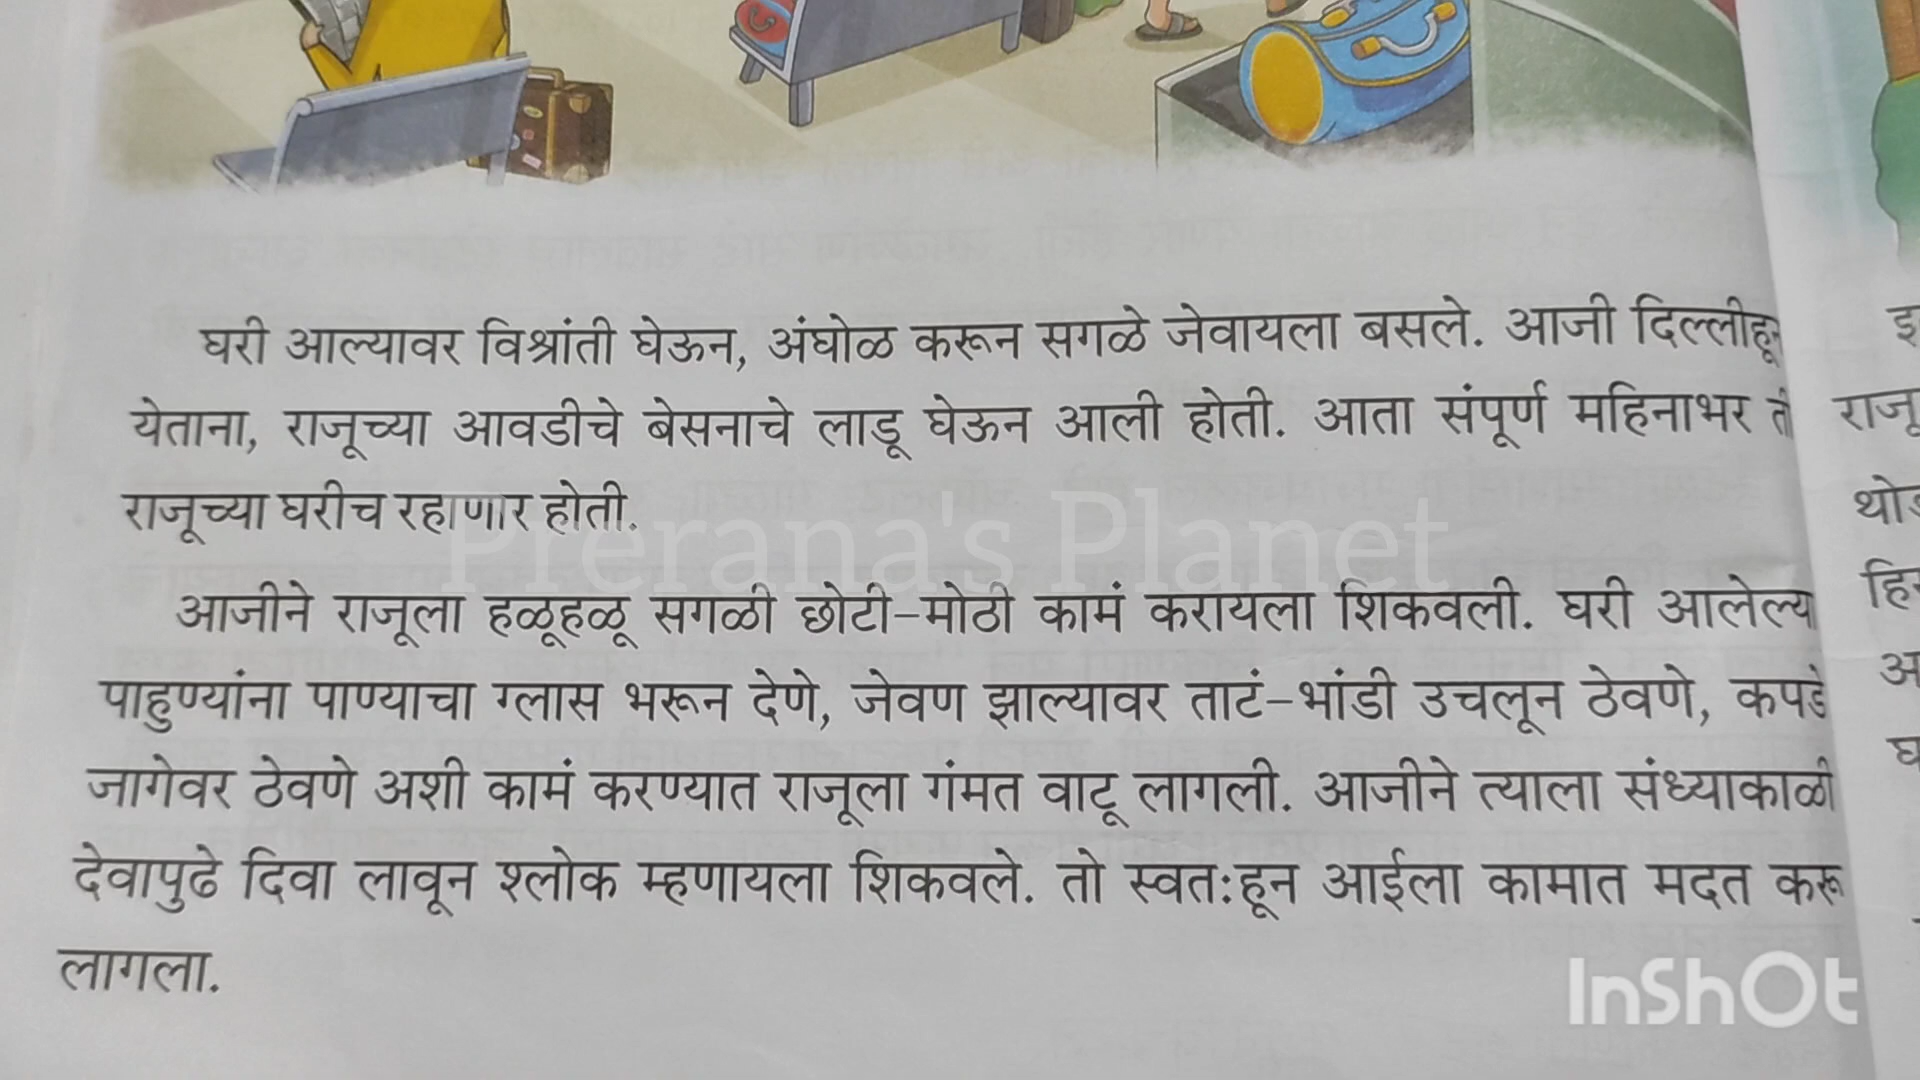 घरी आल्यावर विश्रांती घेऊन, अंघोळ करून सगळे जेवायला बसले. आजी दिल्लीहून
येताना, राजूच्या आवडीचे बेसनाचे लाडू घेऊन आली होती. आता संपूर्ण महिनाभर ती
राजूच्या घरीच रहाणार होती.
Prerana's Planet
आजीने राजूला हळूहळू सगळी छोटी-मोठी कामं करायला शिकवली. घरी आलेल्या
पाहुण्यांना पाण्याचा ग्लास भरून देणे, जेवण झाल्यावर ताटं-भांडी उचलून ठेवणे, कपडे
जागेवर ठेवणे अशी कामं करण्यात राजूला गंमत वाटू लागली. आजीने त्याला संध्याकाळी
देवापुढे दिवा लावून श्लोक म्हणायला शिकवले. तो स्वतःहून आईला कामात मदत करू
लागला.
InShOt
राजू